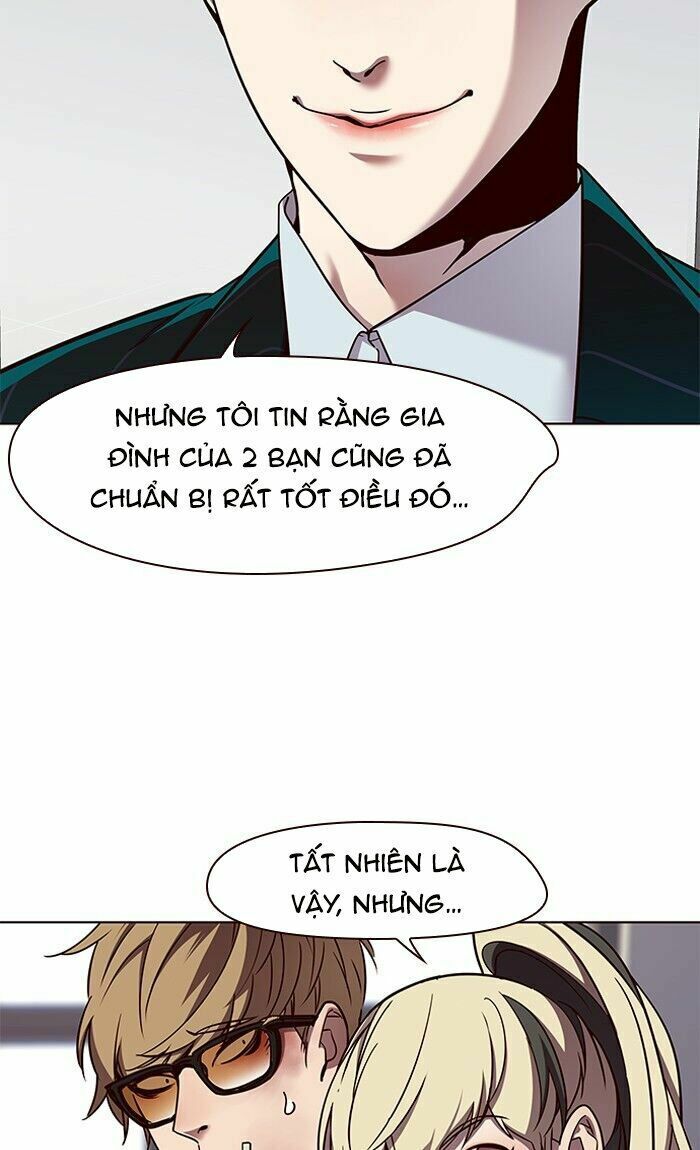 NHƯNG TÔI TIN RẰNG GIA
ĐÌNH CỦA 2 BẠN CŨNG ĐÃ
CHUẨN BỊ RẤT TỐT ĐIỀU ĐÓ...
TẤT NHIÊN LÀ
VẬY, NHƯNG...